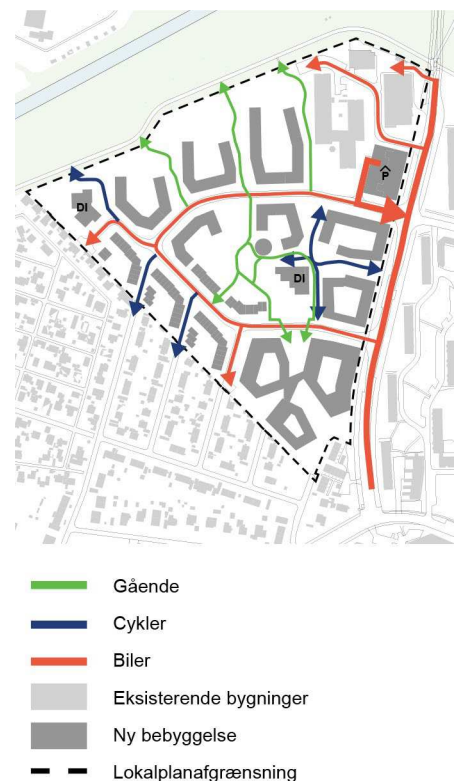 P
DI
DI
Gående
Cykler
Biler
Eksisterende bygninger
Ny bebyggelse
Lokalplanafgrænsning